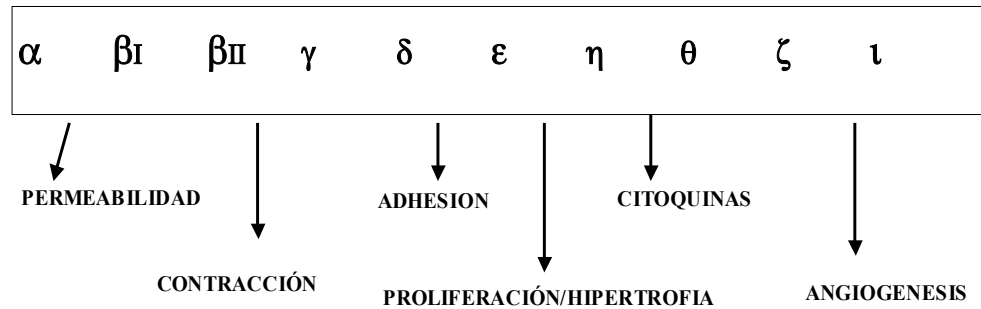 α βI βII γ δ ε η θ ζ ι
PERMEABILIDAD ADHESION CITOQUINAS
CONTRACCIÓN PROLIFERACIÓN/HIPERTROFIA ANGIOGENESIS